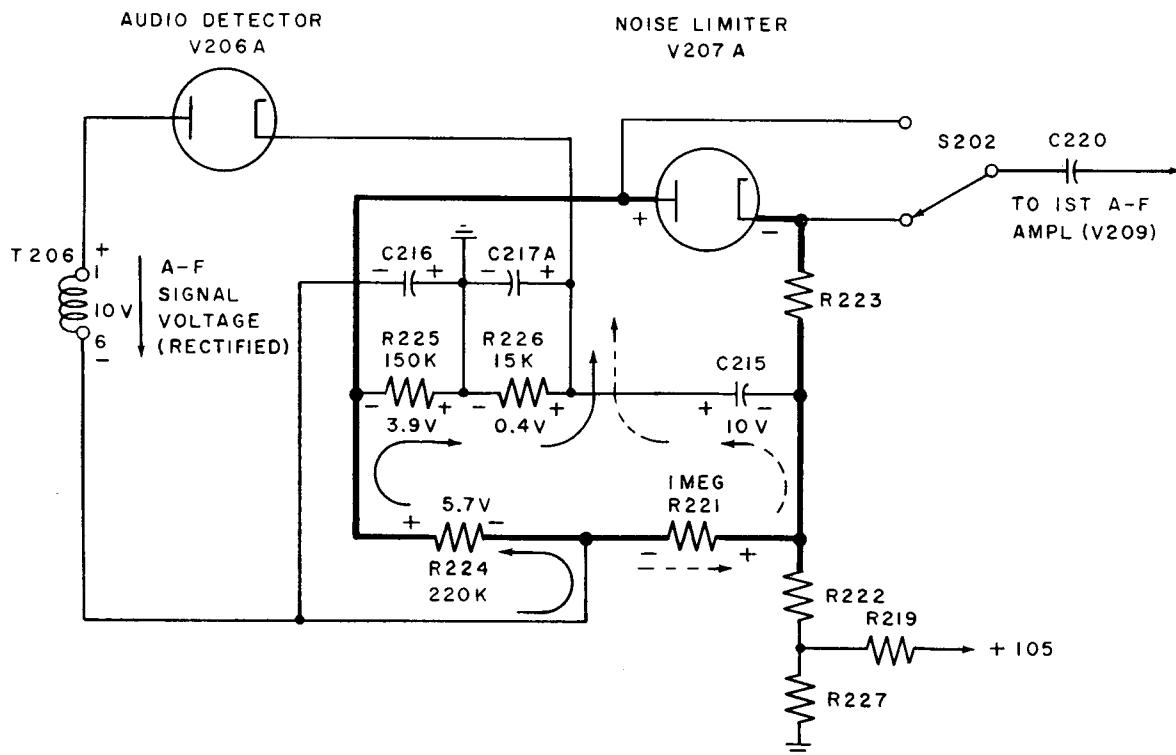 AUDIO DETECTOR
V206A
NOISE LIMITER
V207A
S202
C220
TO 1ST A-F
AMPL (V209)
T206
+
1
10V
6
-
A-F
SIGNAL
VOLTAGE
(RECTIFIED)
+
-
- C216 +
- C217A +
R223
R225
150K
- +
3.9V
R226
15K
- +
0.4V
C215
+ -
10V
5.7V
+ -
R224
220K
1MEG
R221
- +
R222
R219
+105
R227